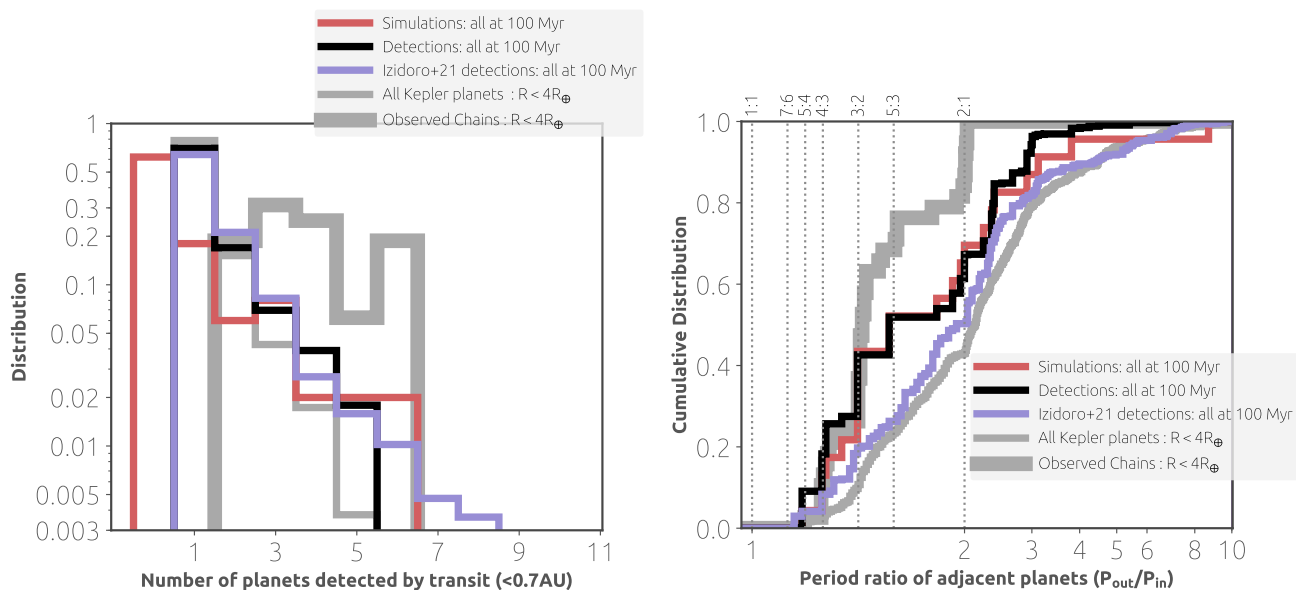 Simulations: all at 100 Myr
Detections: all at 100 Myr
Izidoro+21 detections: all at 100 Myr
All Kepler planets : R < 4R⊕
Observed Chains : R < 4R⊕
1
0.5
0.2
0.1
0.05
0.02
0.01
0.005
0.003
Distribution
1 3 5 7 9 11
Number of planets detected by transit (<0.7AU)
1:1 7:6 5:4 4:3 3:2 5:3 2:1
1.0
0.8
0.6
0.4
0.2
0.0
Cumulative Distribution
Simulations: all at 100 Myr
Detections: all at 100 Myr
Izidoro+21 detections: all at 100 Myr
All Kepler planets : R < 4R⊕
Observed Chains : R < 4R⊕
1 2 3 4 5 6 7 8 10
Period ratio of adjacent planets (Pout/Pin)